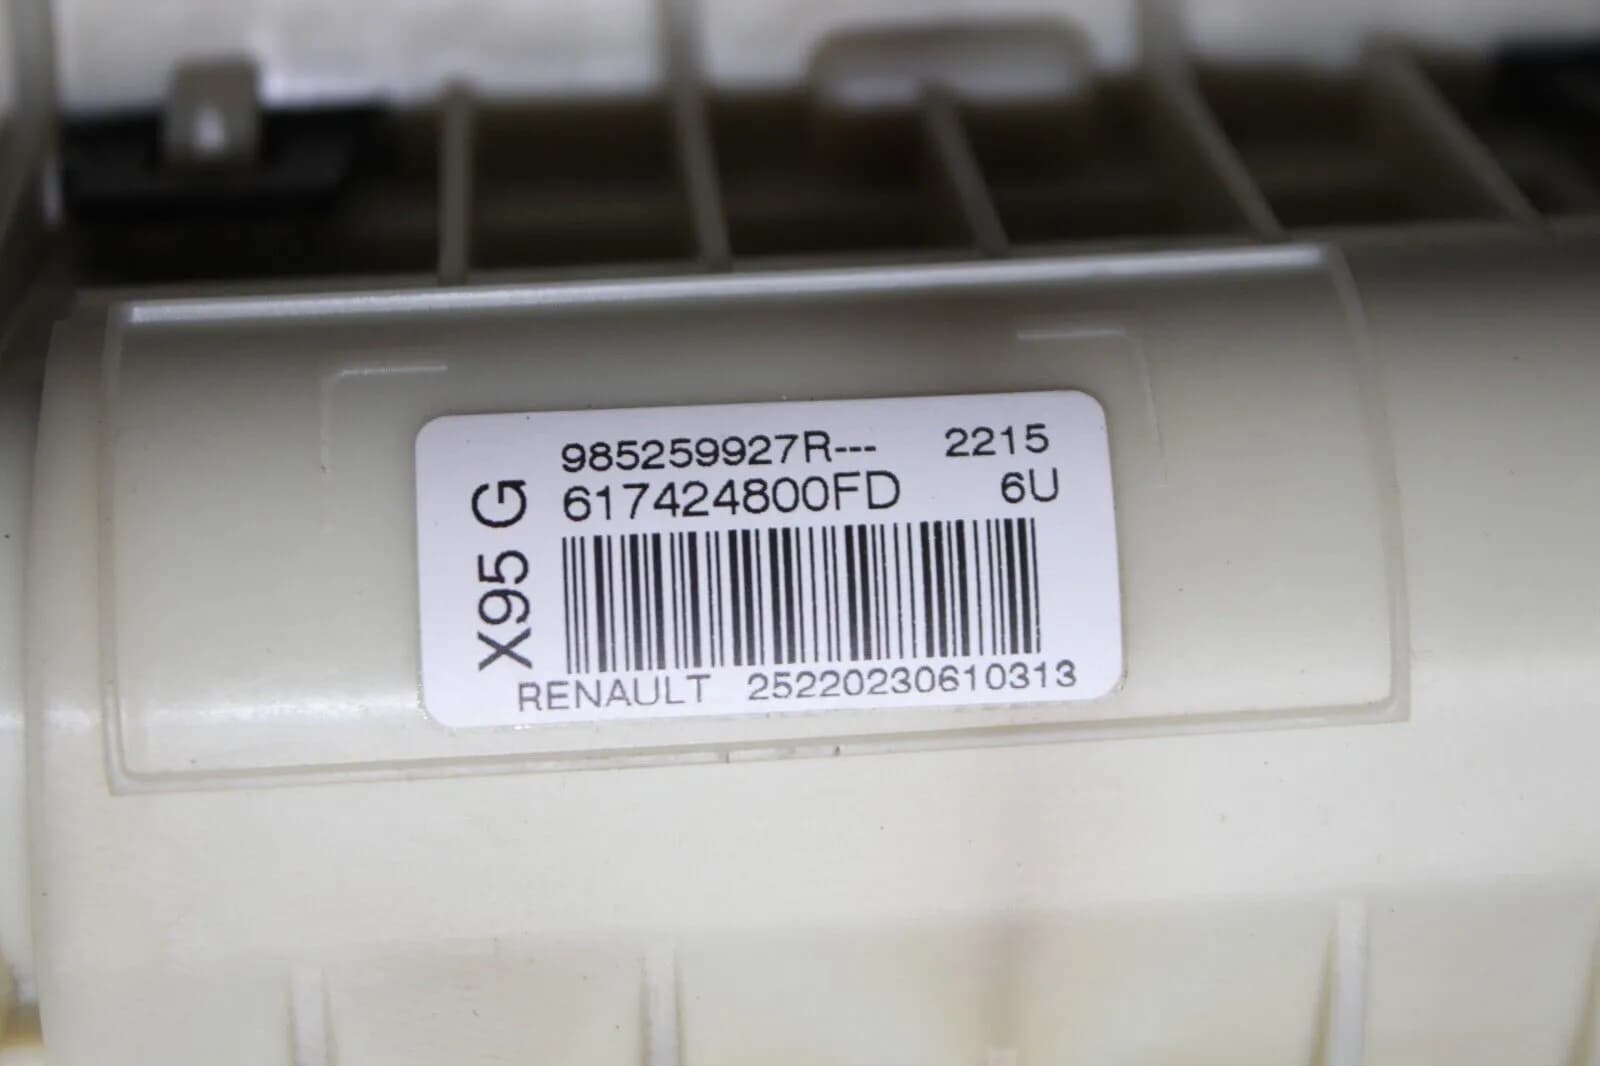 985259927R--- 2215
617424800FD 6U
X95 G
RENAULT 25220230610313